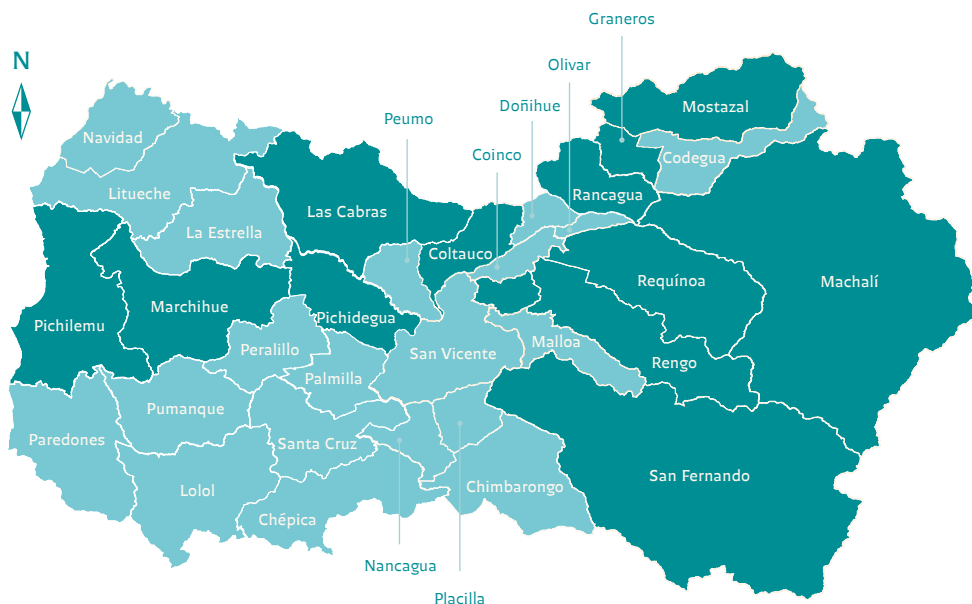 Graneros
N
Olivar
Doñihue
Mostazal
Peumo
Navidad
Coinco
Codegua
Litueche
Rancagua
Las Cabras
La Estrella
Coltauco
Requínoa
Machalí
Marchihue
Pichidegua
Pichilemu
Malloa
Peralillo
San Vicente
Rengo
Palmilla
Pumanque
Paredones
Santa Cruz
San Fernando
Lolol
Chimbarongo
Chépica
Nancagua
Placilla